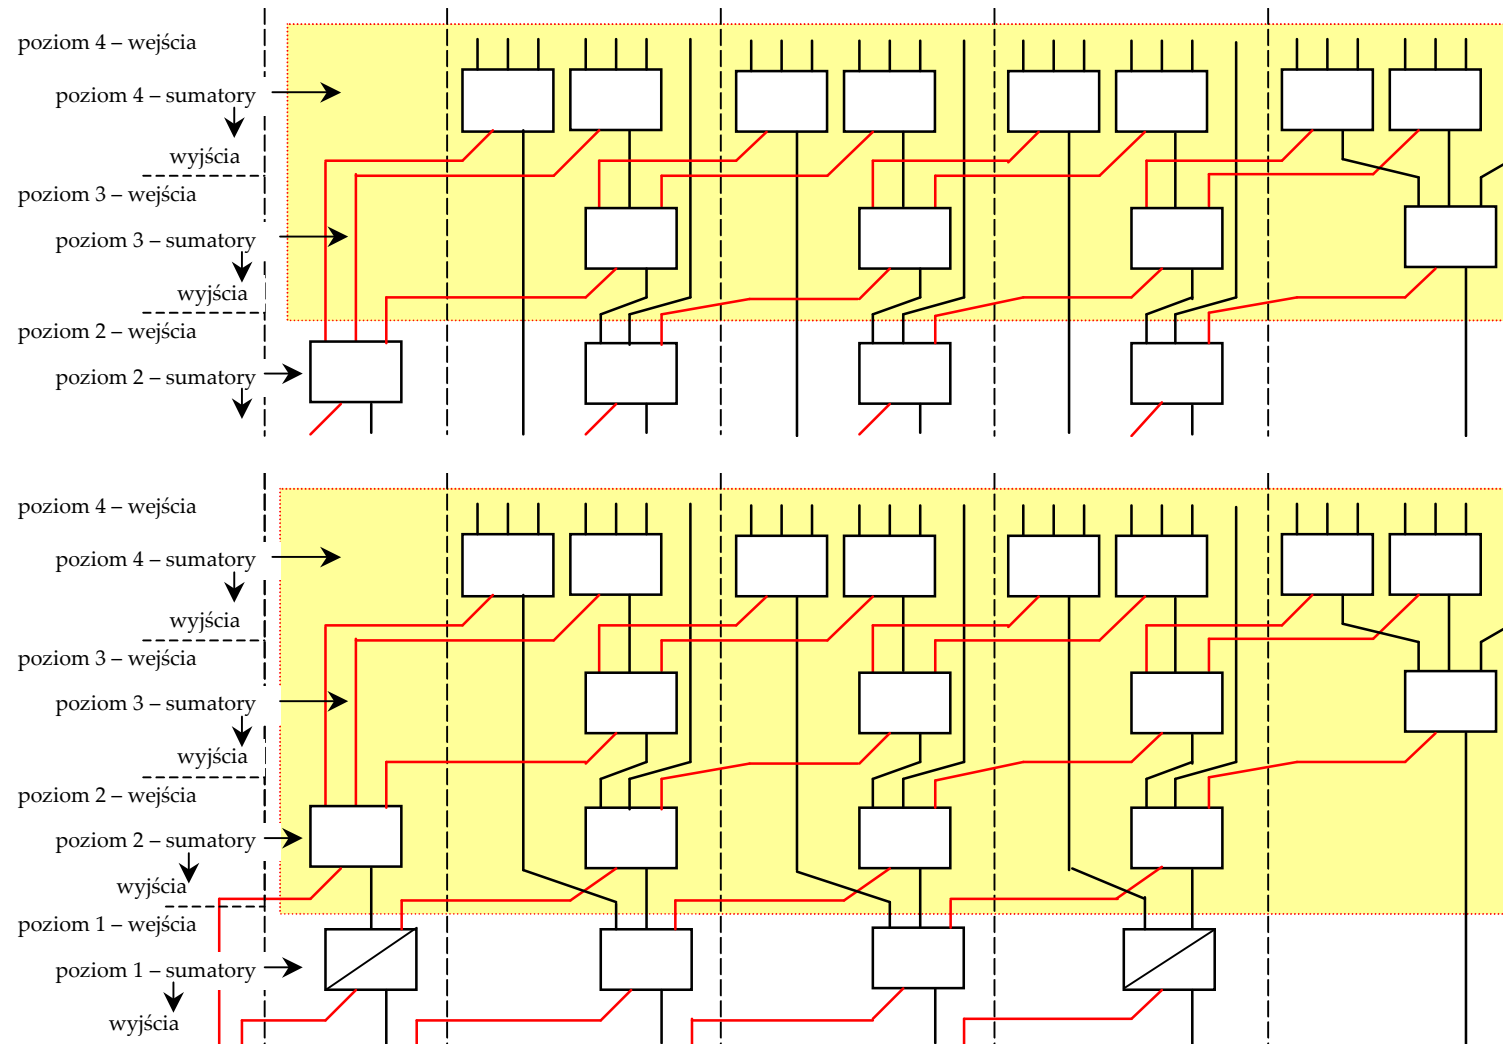 poziom 4 – wejścia
poziom 4 – sumatory
wyjścia
poziom 3 – wejścia
poziom 3 – sumatory
wyjścia
poziom 2 – wejścia
poziom 2 – sumatory
poziom 4 – wejścia
poziom 4 – sumatory
wyjścia
poziom 3 – wejścia
poziom 3 – sumatory
wyjścia
poziom 2 – wejścia
poziom 2 – sumatory
wyjścia
poziom 1 – wejścia
poziom 1 – sumatory
wyjścia